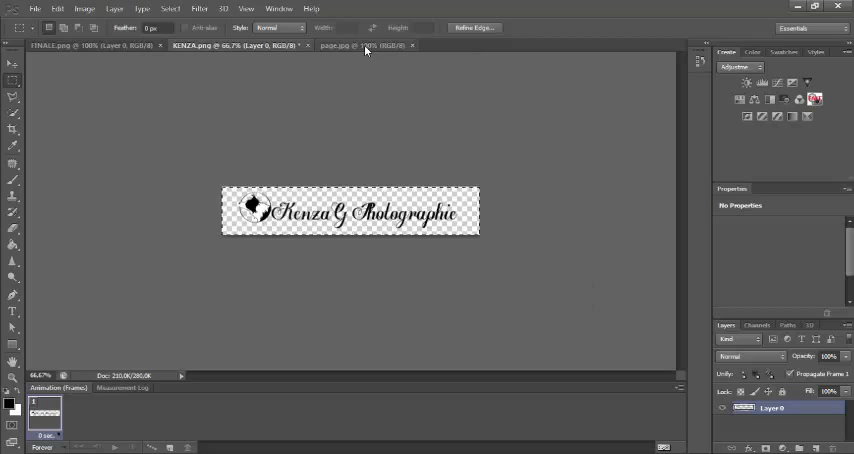 Ps File Edit Image Layer Type Select Filter 3D View Window Help
Feather: 0 px Anti-alias Style: Normal Width: Height: Refine Edge... Essentials
FINALE.png @ 100% (Layer 0, RGB/8) × KENZA.png @ 66,7% (Layer 0, RGB/8) * × page.jpg @ 100% (RGB/8) ×
Create Color Swatches Styles
Adjustme...
Properties
No Properties
KenzaG Photographie
Layers Channels Paths 3D
Kind
Normal Opacity: 100%
Unify: Propagate Frame 1
Lock: Fill: 100%
Layer 0
66,67% Doc: 210,0K/280,0K
Animation (Frames) Measurement Log
1
0 sec.
Forever